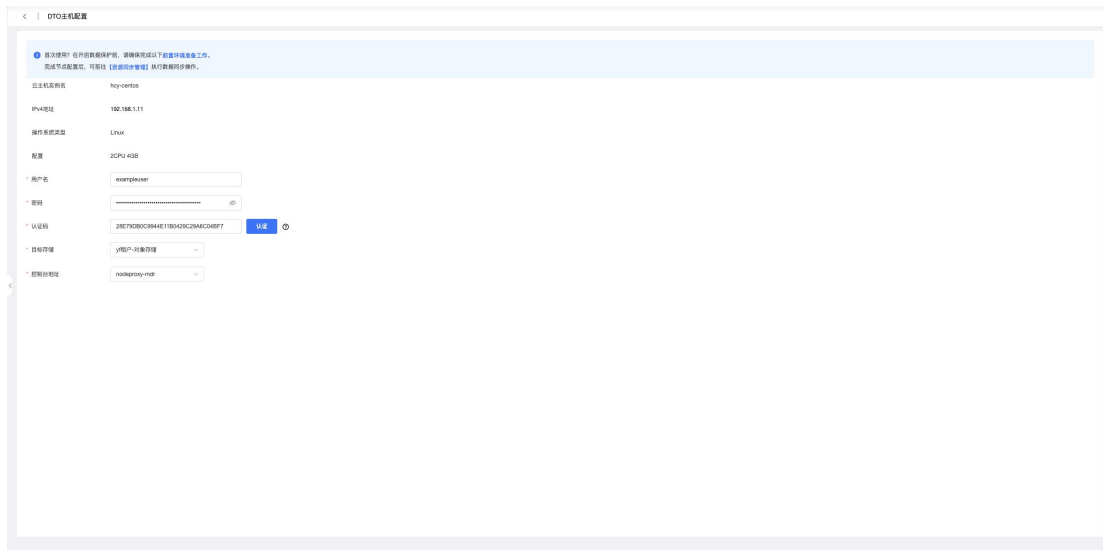 DTO主机配置
首次使用? 在开启数据保护前，请确保完成以下前置环境准备工作。
完成节点配置后，可前往【资源同步管理】执行数据同步操作。
云主机实例名 hcy-centos
IPv4地址 192.168.1.11
操作系统类型 Linux
配置 2CPU 4GB
* 用户名 exampleuser
* 密码 ••••••••••••••••••••••••••••••••••••••••
* 认证码 28E79DB0C9944E11B0429C29A6C04BF7 认证
* 目标存储 yf租户-对象存储
* 控制台地址 nodeproxy-mdr